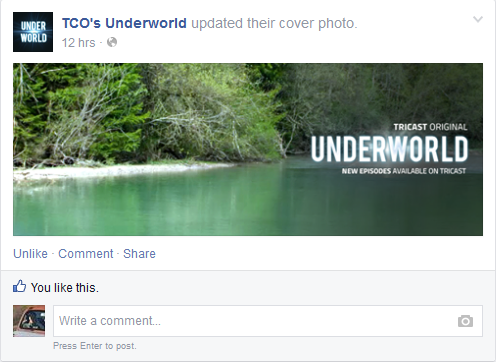 UNDER
WORLD
TCO's Underworld updated their cover photo.
12 hrs ·
TRICAST ORIGINAL
UNDERWORLD
NEW EPISODES AVAILABLE ON TRICAST
Unlike · Comment · Share
You like this.
Write a comment...
Press Enter to post.